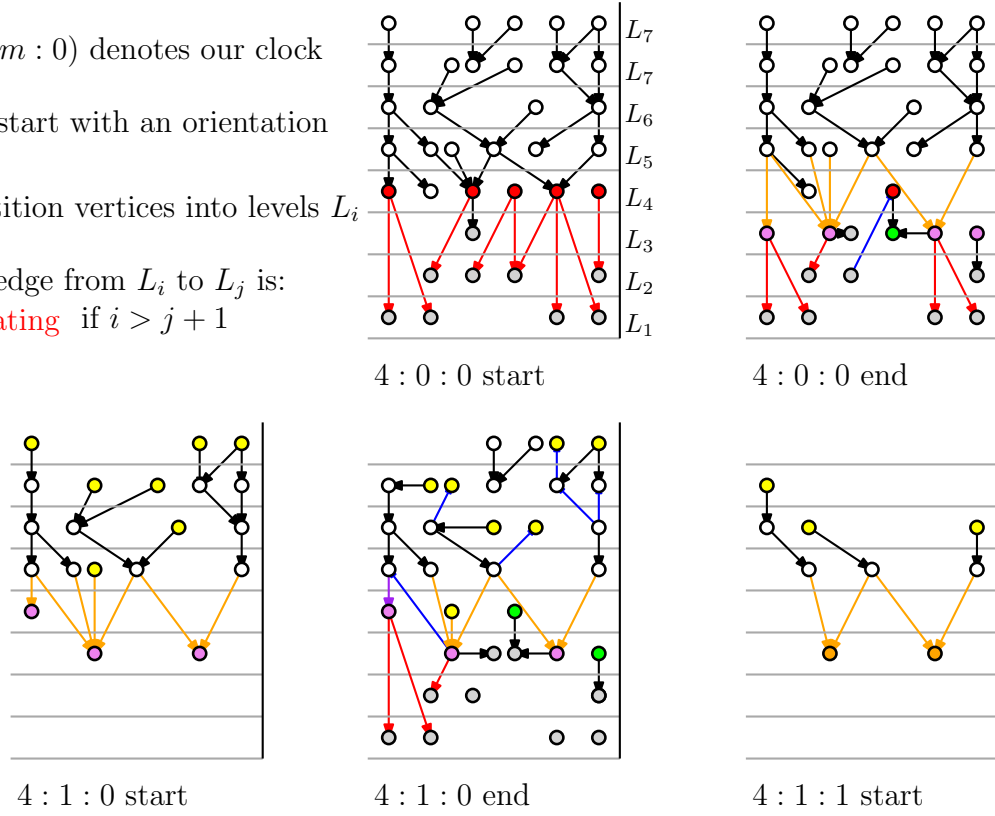 m : 0) denotes our clock
start with an orientation
vertices into levels L_i
edge from L_i to L_j is:
if i > j + 1
L_7
L_7
L_6
L_5
L_4
L_3
L_2
L_1
4 : 0 : 0 start
4 : 0 : 0 end
4 : 1 : 0 start
4 : 1 : 0 end
4 : 1 : 1 start